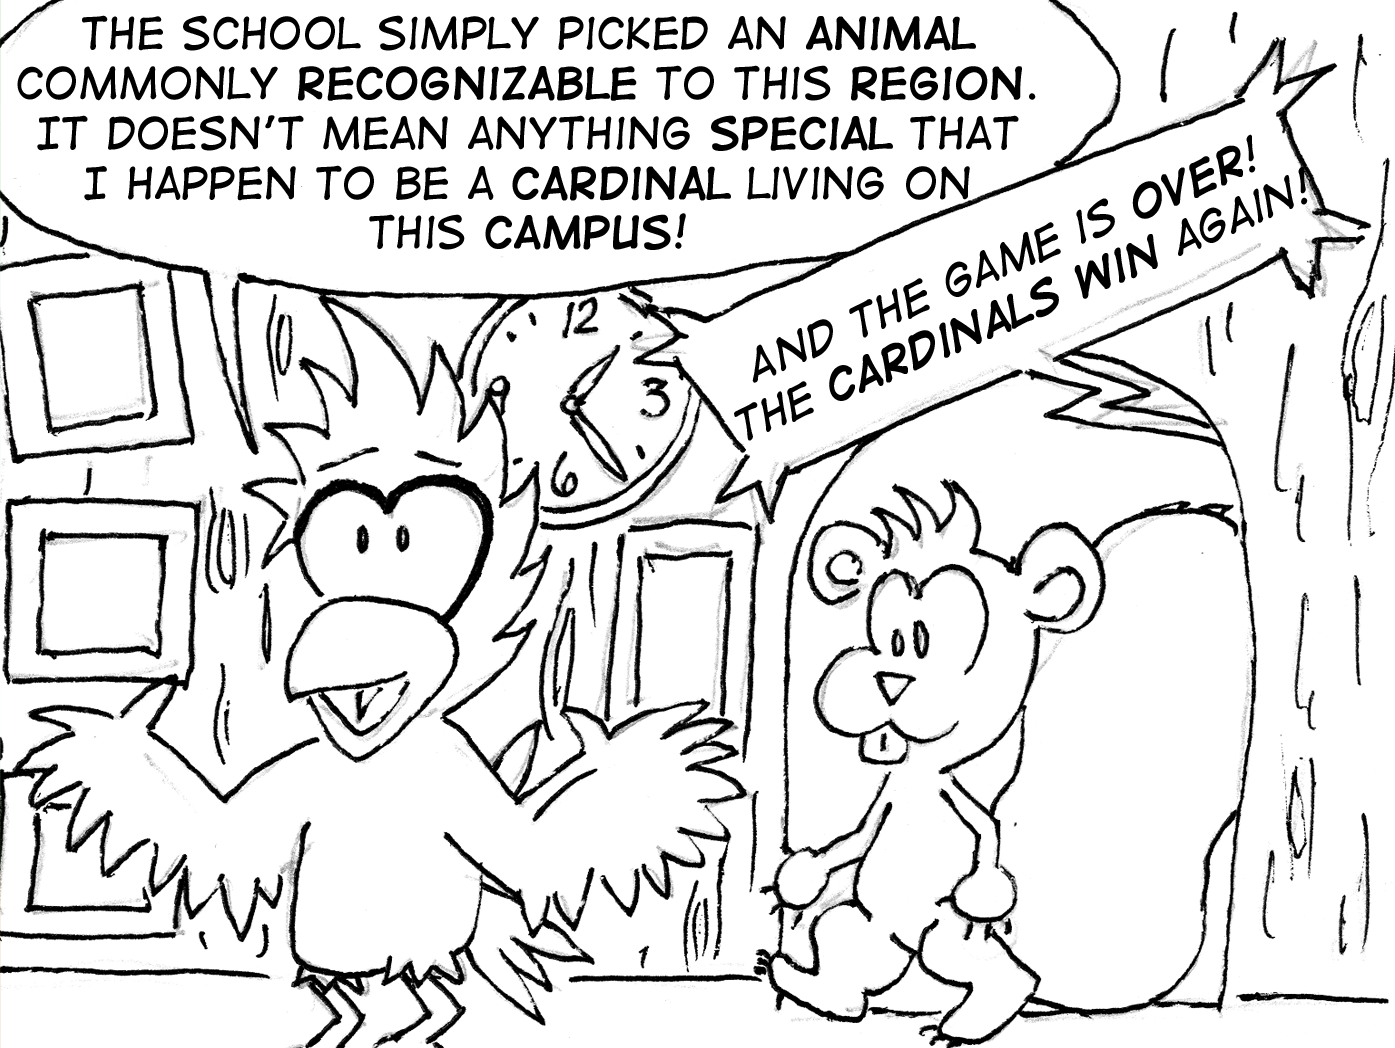 THE SCHOOL SIMPLY PICKED AN ANIMAL
COMMONLY RECOGNIZABLE TO THIS REGION.
IT DOESN'T MEAN ANYTHING SPECIAL THAT
I HAPPEN TO BE A CARDINAL LIVING ON
THIS CAMPUS!
AND THE GAME IS OVER!
THE CARDINALS WIN AGAIN!
12
3
6